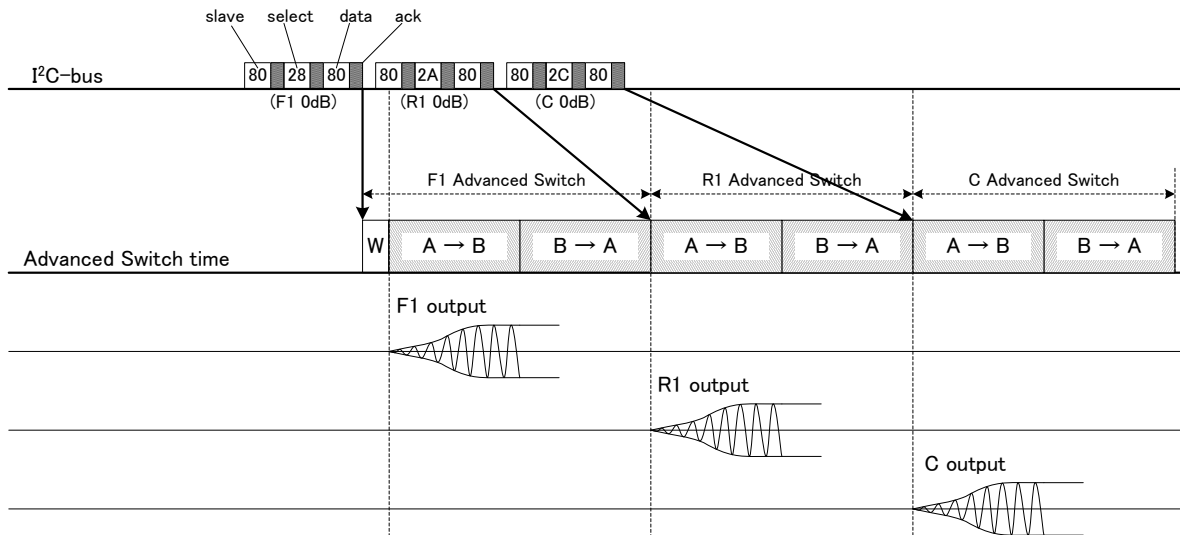 slave select data ack
I²C-bus
80 28 80 80 2A 80 80 2C 80
(F1 0dB) (R1 0dB) (C 0dB)
F1 Advanced Switch R1 Advanced Switch C Advanced Switch
Advanced Switch time
W A → B B → A A → B B → A A → B B → A
F1 output
R1 output
C output